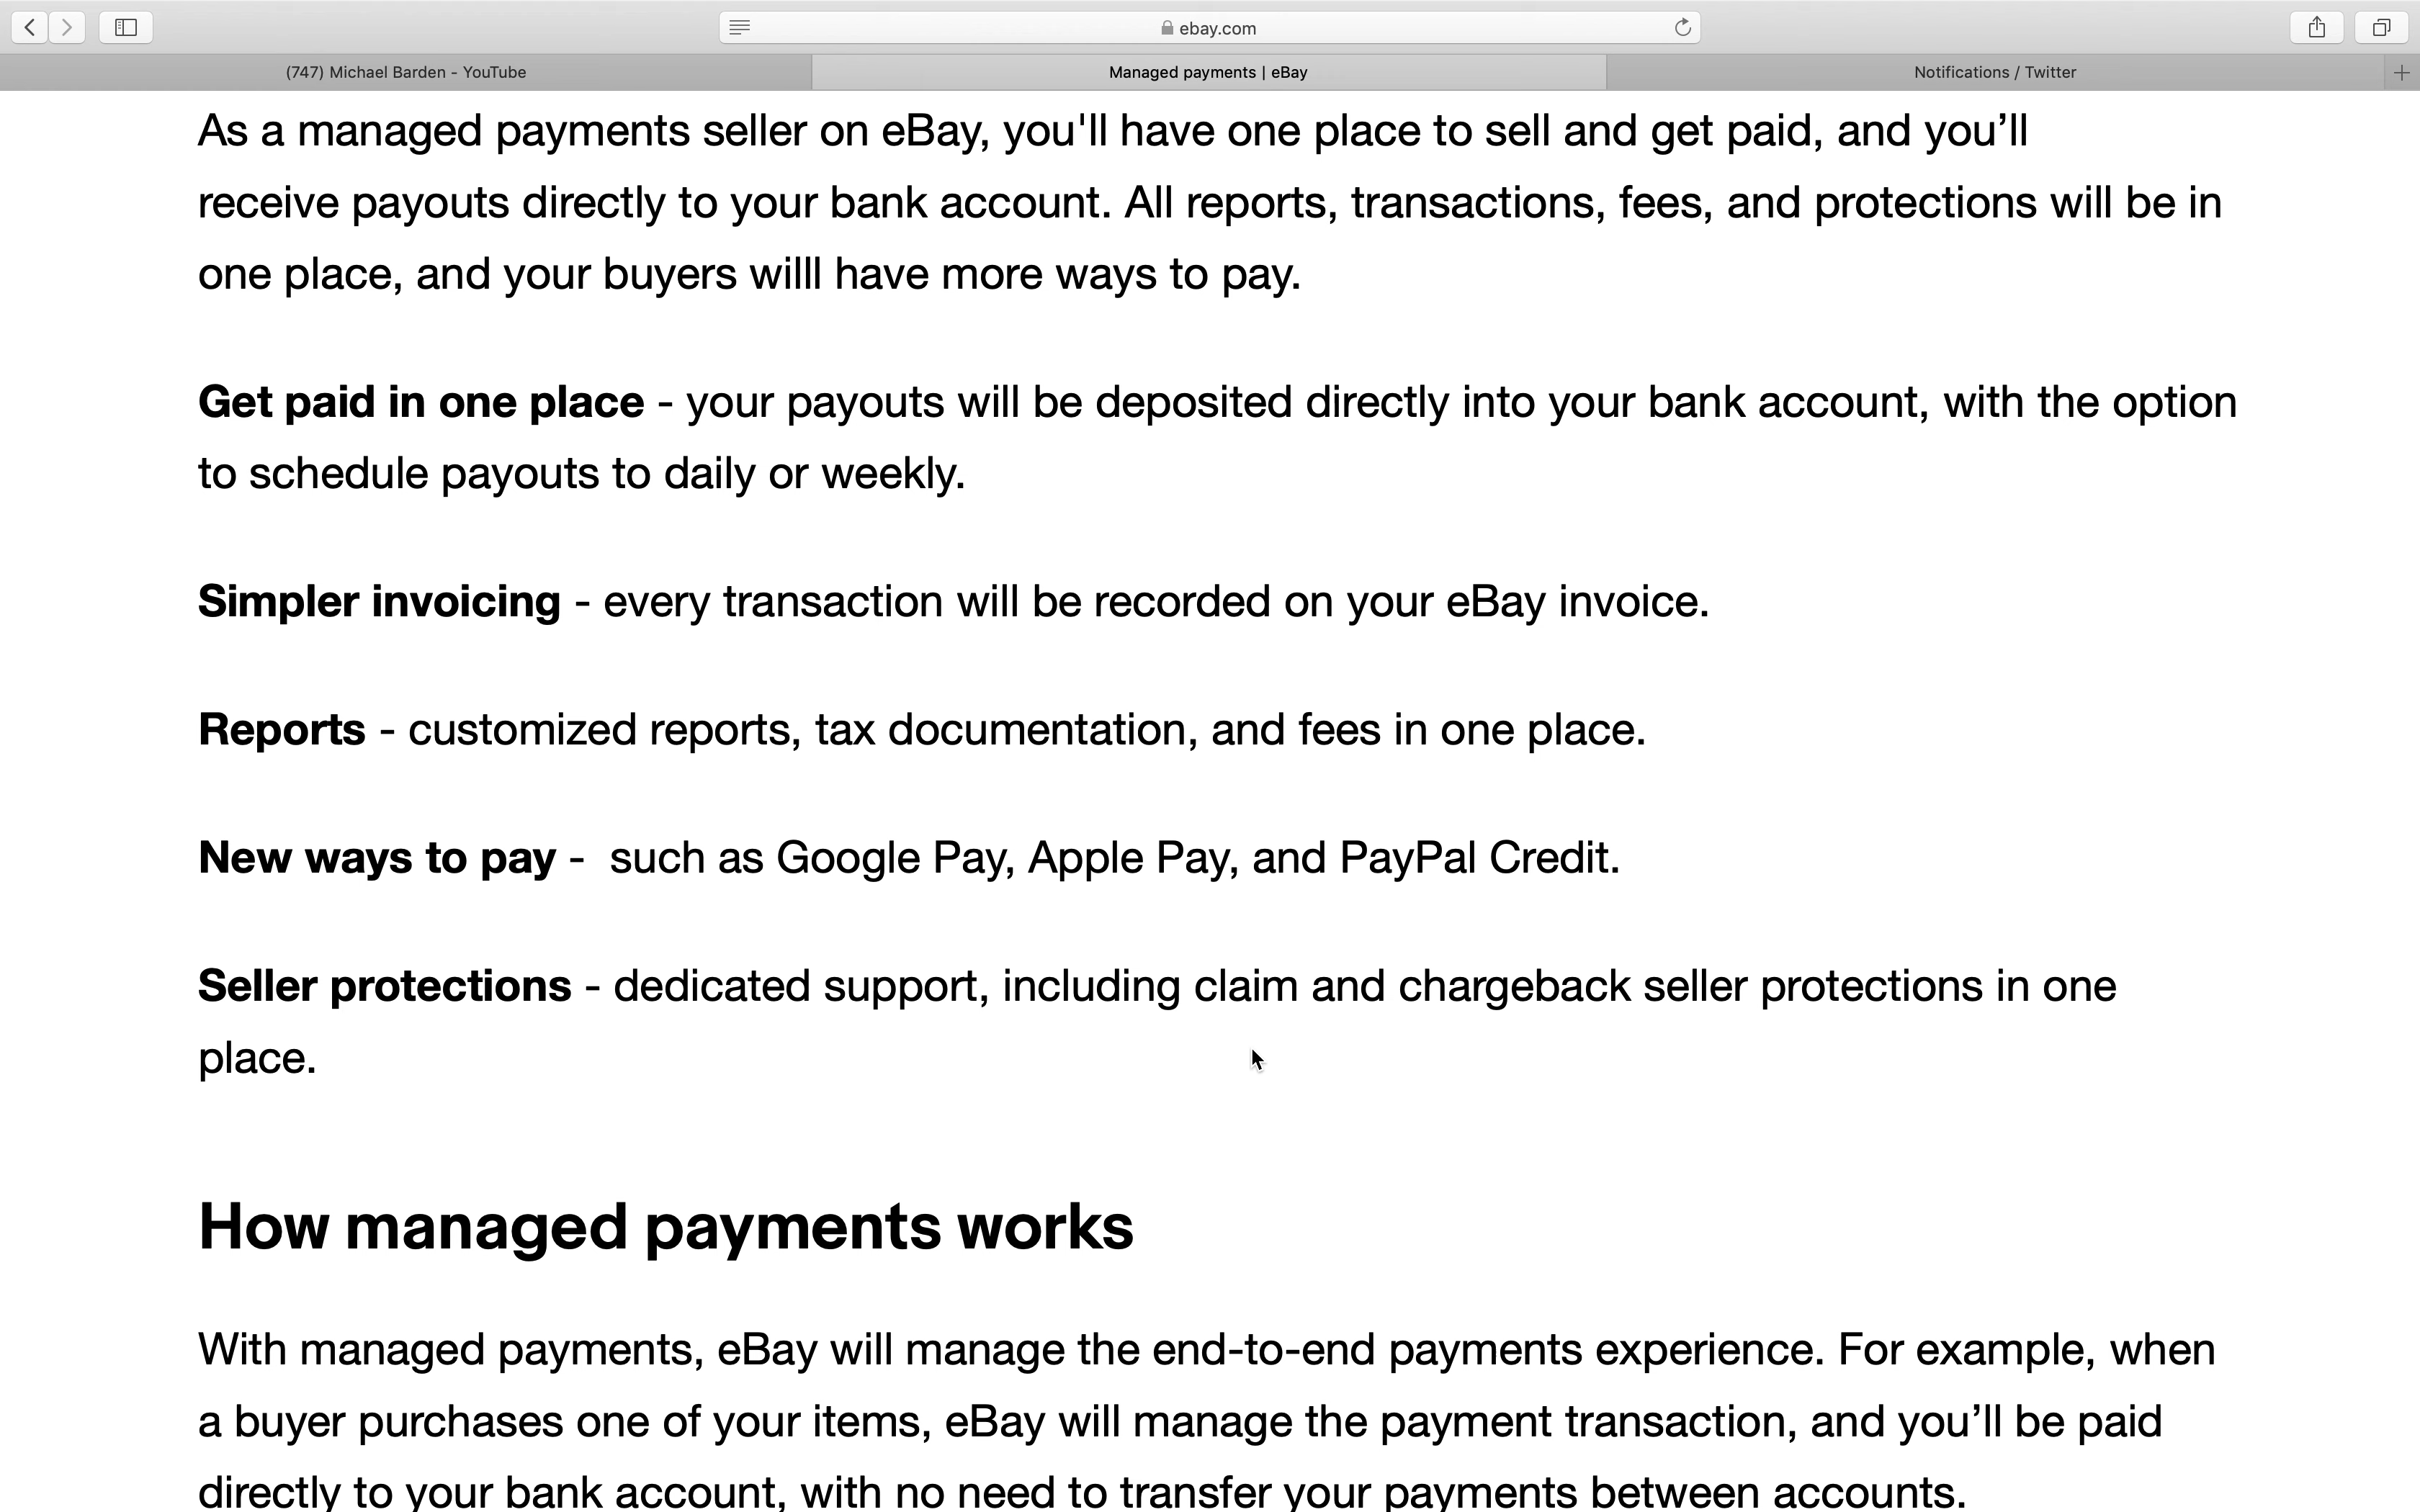 ebay.com
(747) Michael Barden - YouTube
Managed payments | eBay
Notifications / Twitter
As a managed payments seller on eBay, you'll have one place to sell and get paid, and you’ll
receive payouts directly to your bank account. All reports, transactions, fees, and protections will be in
one place, and your buyers willl have more ways to pay.
Get paid in one place - your payouts will be deposited directly into your bank account, with the option
to schedule payouts to daily or weekly.
Simpler invoicing - every transaction will be recorded on your eBay invoice.
Reports - customized reports, tax documentation, and fees in one place.
New ways to pay -  such as Google Pay, Apple Pay, and PayPal Credit.
Seller protections - dedicated support, including claim and chargeback seller protections in one
place.
How managed payments works
With managed payments, eBay will manage the end-to-end payments experience. For example, when
a buyer purchases one of your items, eBay will manage the payment transaction, and you’ll be paid
directly to your bank account, with no need to transfer your payments between accounts.